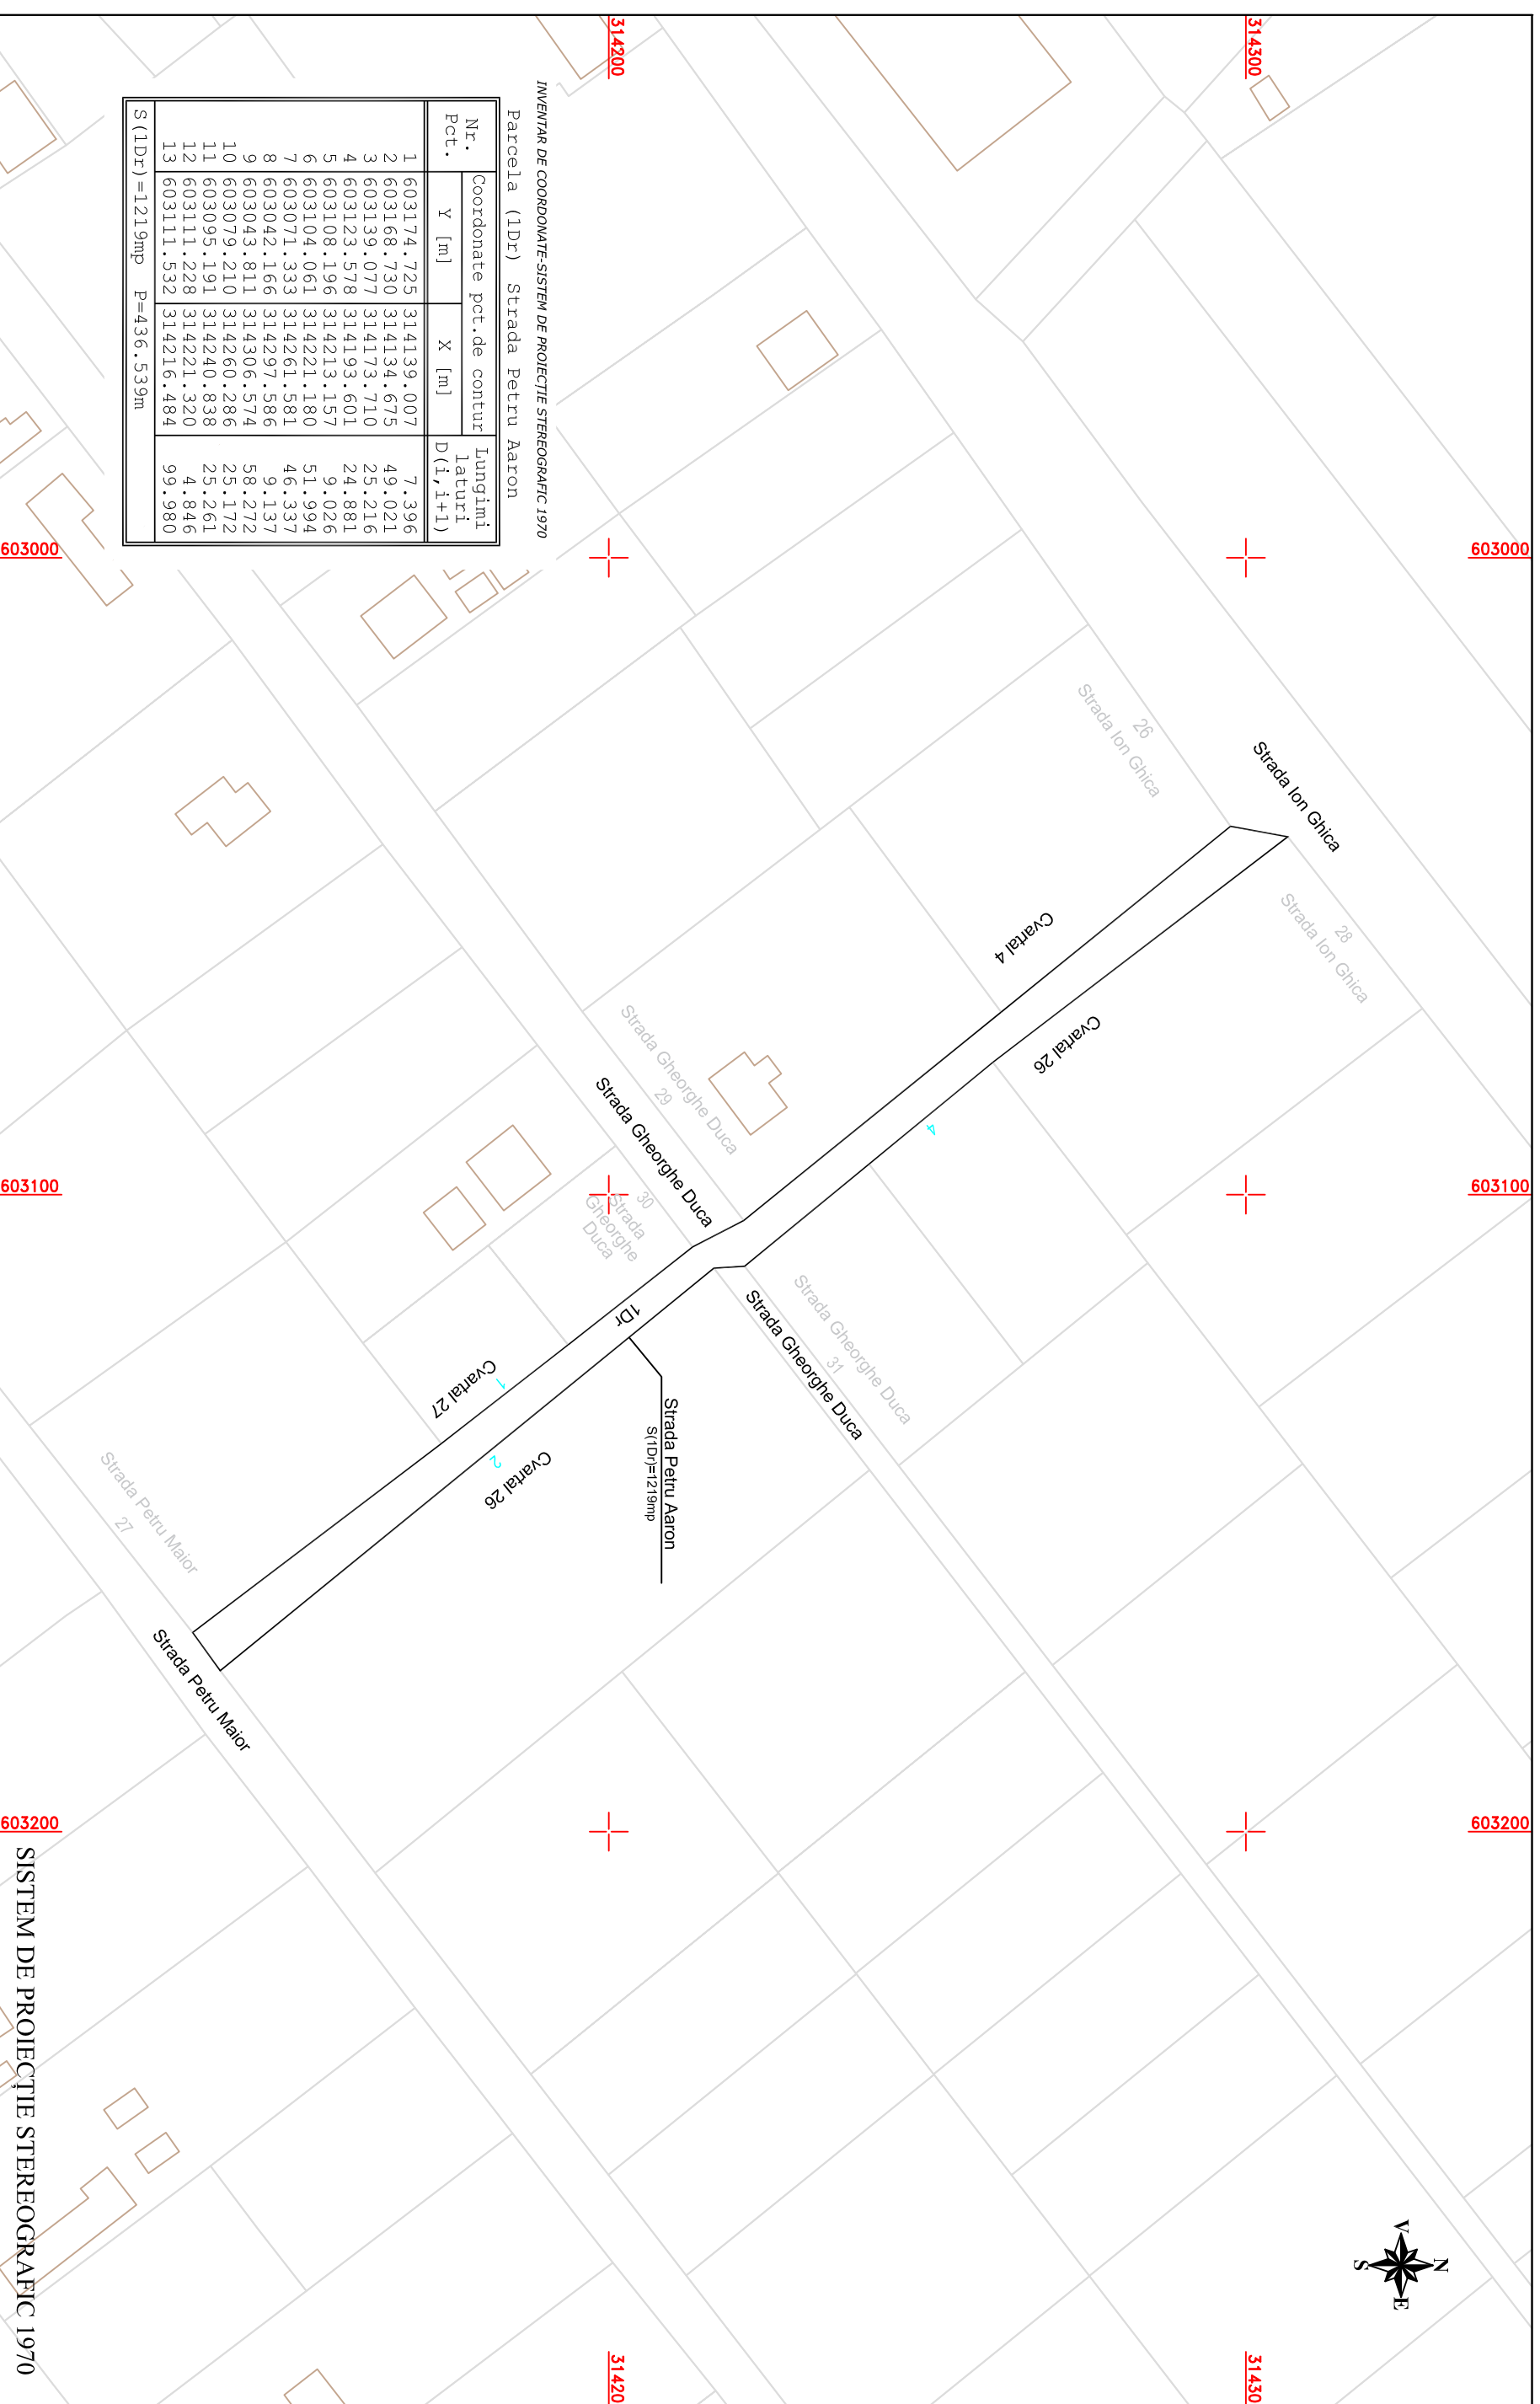 INVENTAR DE COORDONATE-SISTEM DE PROIECȚIE STEREOGRAFIC 1970
Parcela (1Dr) Strada Petru Aaron
Nr. Pct.
Coordonate pct.de contur
Lungimi laturi D(i,i+1)
Y [m] X [m]
1 603174.725 314139.007 7.396
2 603168.730 314134.675 49.021
3 603139.077 314173.710 25.216
4 603123.578 314193.601 24.881
5 603108.196 314213.157 9.026
6 603104.061 314221.180 51.994
7 603071.333 314261.581 46.337
8 603042.166 314297.586 9.137
9 603043.811 314306.574 58.272
10 603079.210 314260.286 25.172
11 603095.191 314240.838 25.261
12 603111.228 314221.320 4.846
13 603111.532 314216.484 99.980
S(1Dr)=1219mp P=436.539m
314300
314200
603000
603100
603200
603000
603100
603200
31430
31420
N
V
E
S
Strada Ion Ghica
26
Strada Ion Ghica
28
Strada Ion Ghica
Cvartal 4
Cvartal 26
4
Strada Gheorghe Duca
29
Strada Gheorghe Duca
30
Strada
Gheorghe
Duca
Strada Gheorghe Duca
31
Strada Gheorghe Duca
1Dr
Strada Petru Aaron
S(1Dr)=1219mp
Cvartal 27
1
Cvartal 26
2
Strada Petru Maior
27
Strada Petru Maior
SISTEM DE PROIECȚIE STEREOGRAFIC 1970